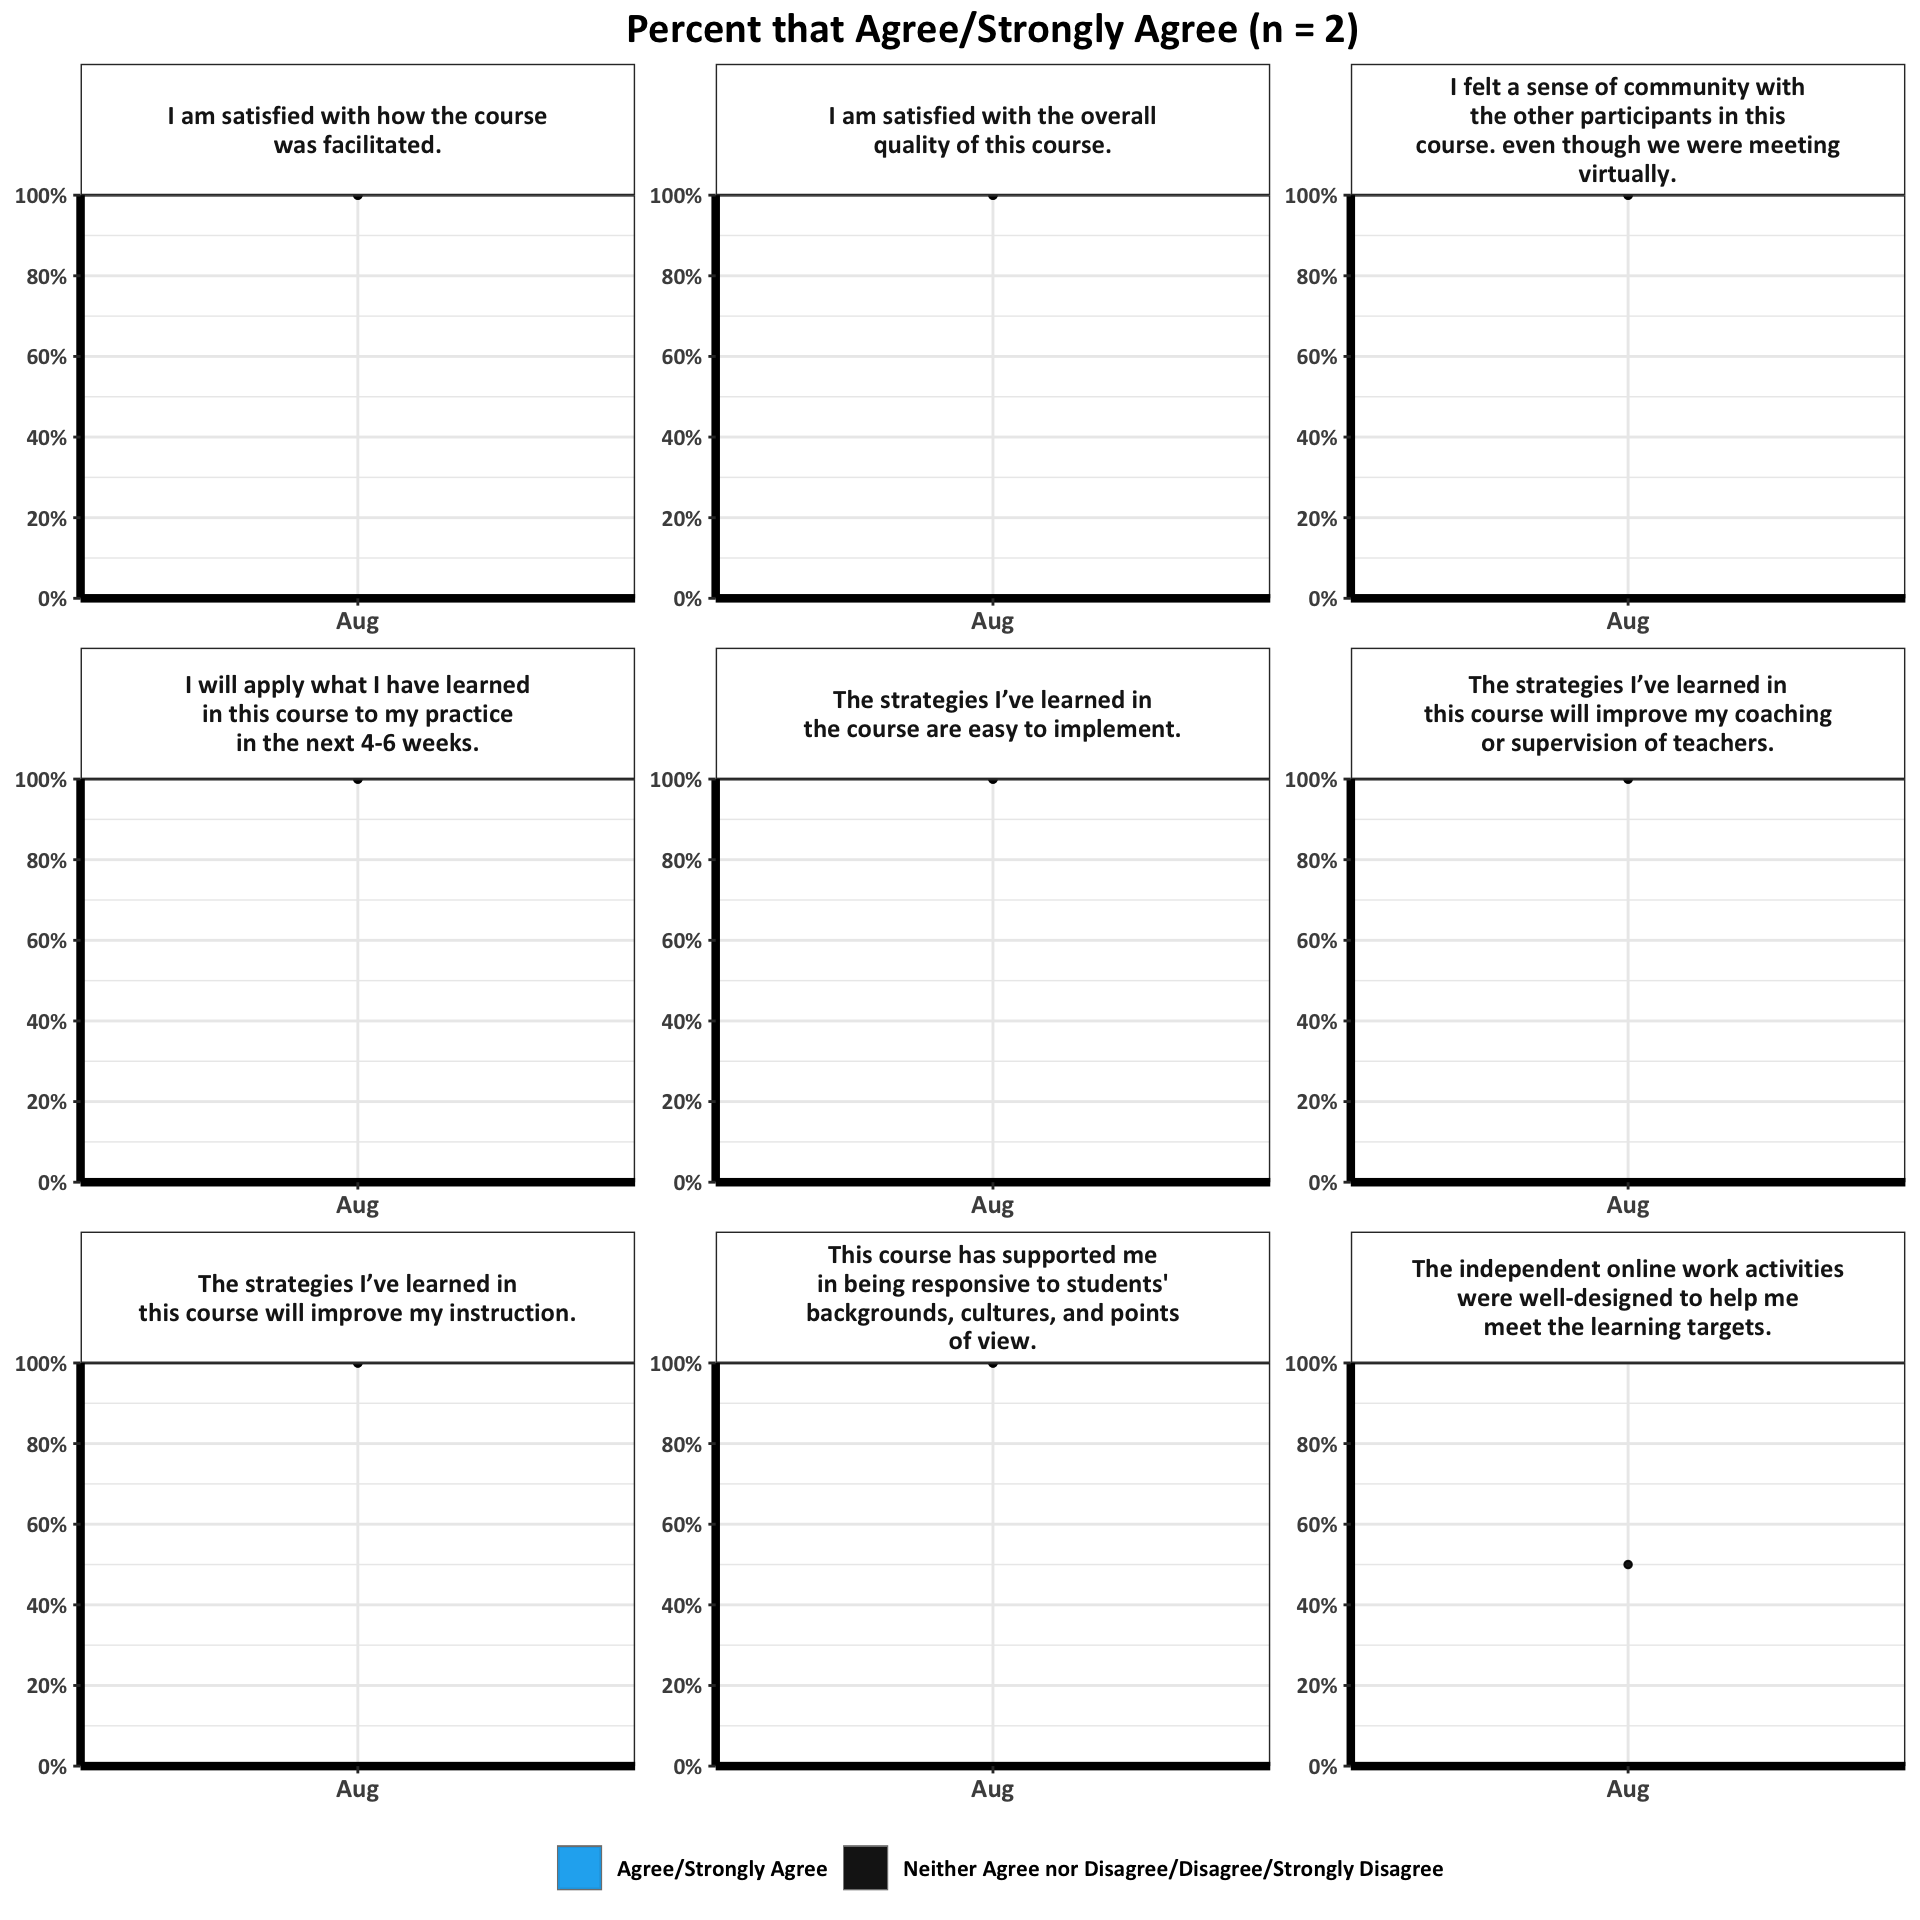 Percent that Agree/Strongly Agree (n = 2)
I am satisfied with how the course
was facilitated.
100%
80%
60%
40%
20%
0%
Aug
I am satisfied with the overall
quality of this course.
100%
80%
60%
40%
20%
0%
Aug
I felt a sense of community with
the other participants in this
course. even though we were meeting
virtually.
100%
80%
60%
40%
20%
0%
Aug
I will apply what I have learned
in this course to my practice
in the next 4-6 weeks.
100%
80%
60%
40%
20%
0%
Aug
The strategies I’ve learned in
the course are easy to implement.
100%
80%
60%
40%
20%
0%
Aug
The strategies I’ve learned in
this course will improve my coaching
or supervision of teachers.
100%
80%
60%
40%
20%
0%
Aug
The strategies I’ve learned in
this course will improve my instruction.
100%
80%
60%
40%
20%
0%
Aug
This course has supported me
in being responsive to students'
backgrounds, cultures, and points
of view.
100%
80%
60%
40%
20%
0%
Aug
The independent online work activities
were well-designed to help me
meet the learning targets.
100%
80%
60%
40%
20%
0%
Aug
Agree/Strongly Agree
Neither Agree nor Disagree/Disagree/Strongly Disagree